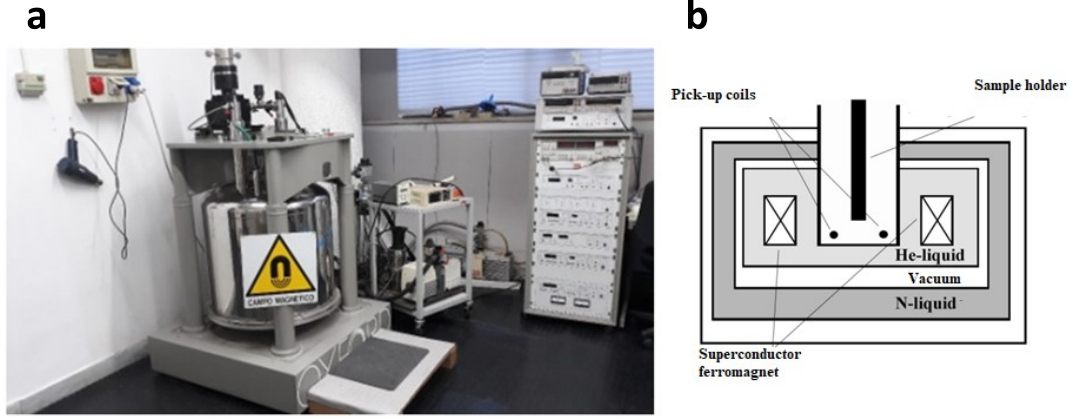 a
b
CAMPO MAGNETICO
Pick-up coils
Sample holder
He-liquid
Vacuum
N-liquid
Superconductor
ferromagnet